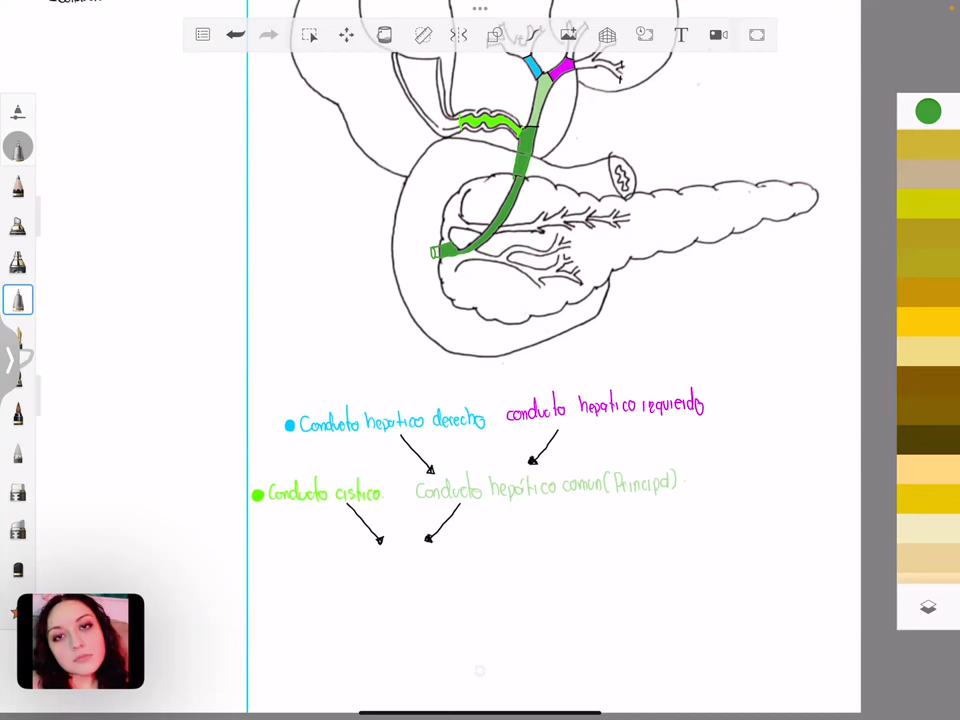 T
Conducto hepatico derecho
conducto hepatico izquierdo
Conducto cistico.
Conducto hepático comun (Principal).